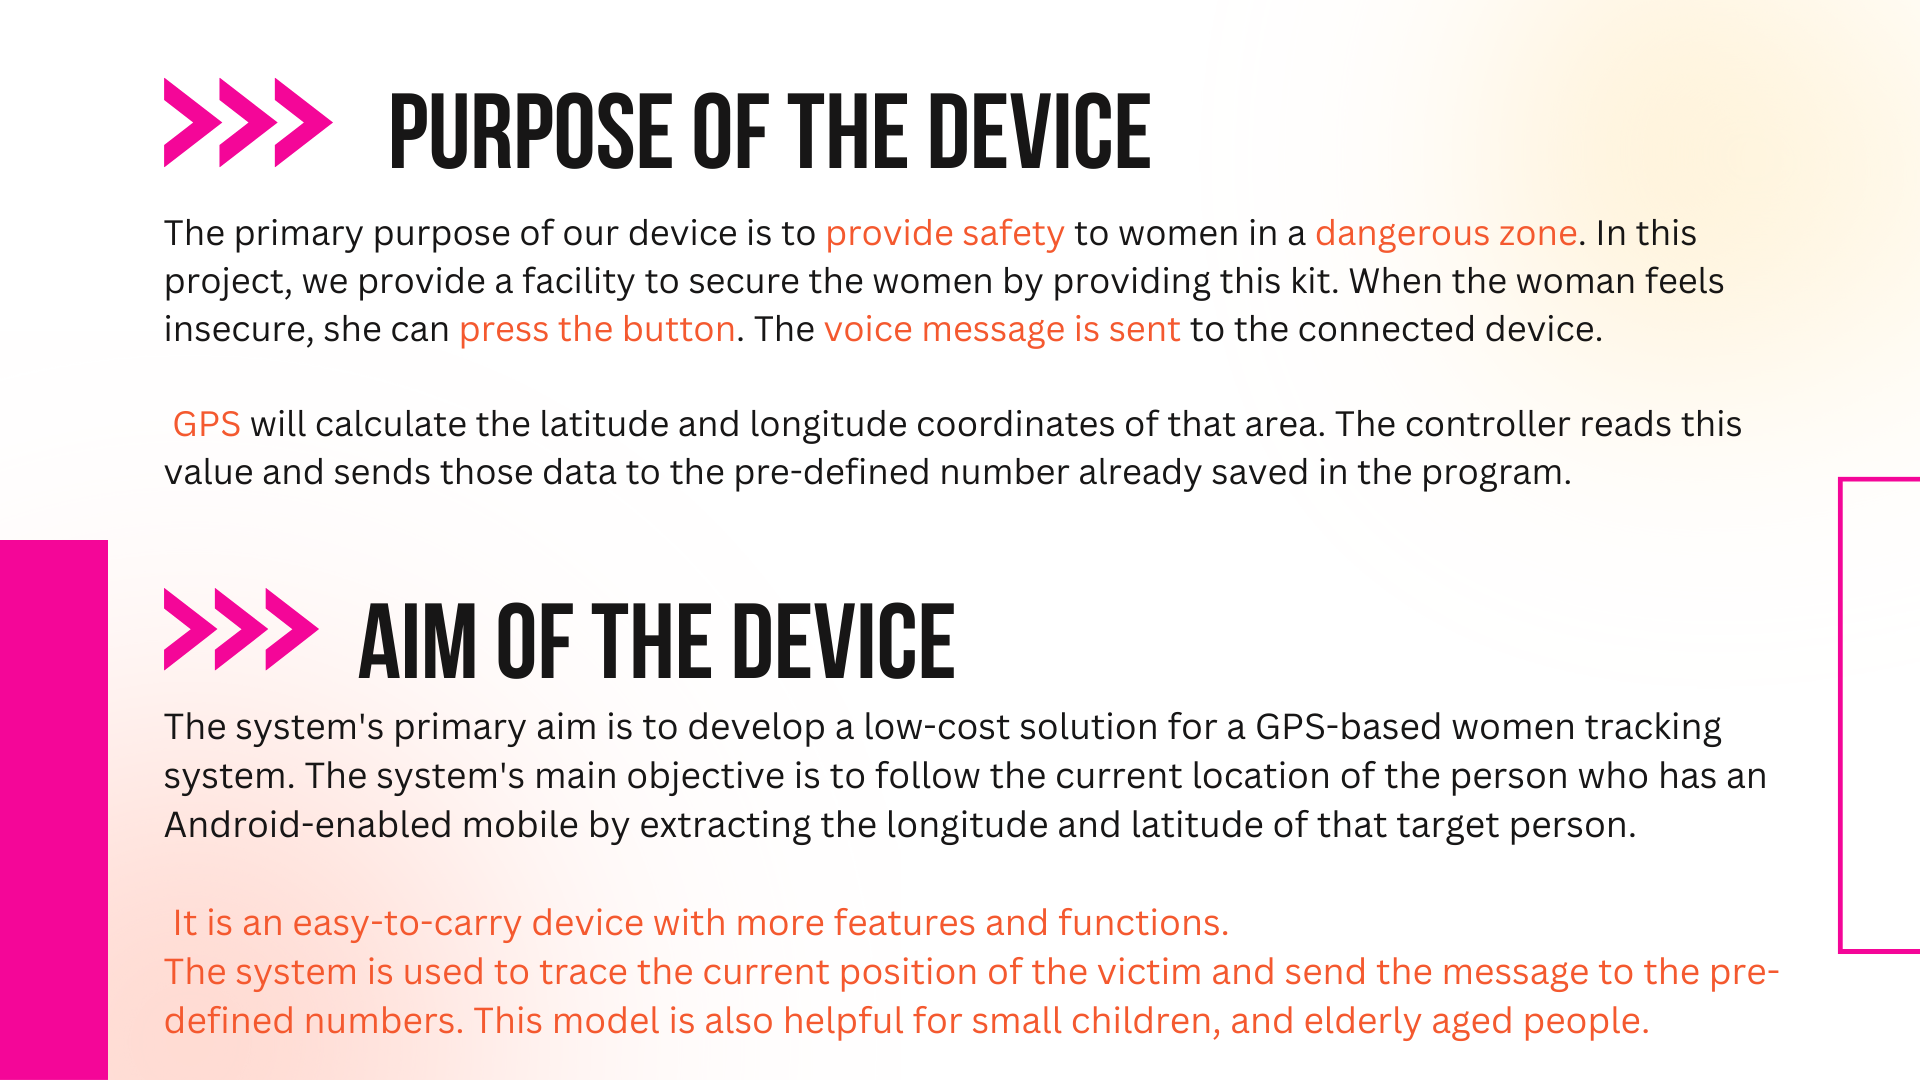 PURPOSE OF THE DEVICE
The primary purpose of our device is to provide safety to women in a dangerous zone. In this
project, we provide a facility to secure the women by providing this kit. When the woman feels
insecure, she can press the button. The voice message is sent to the connected device.
GPS will calculate the latitude and longitude coordinates of that area. The controller reads this
value and sends those data to the pre-defined number already saved in the program.
AIM OF THE DEVICE
The system's primary aim is to develop a low-cost solution for a GPS-based women tracking
system. The system's main objective is to follow the current location of the person who has an
Android-enabled mobile by extracting the longitude and latitude of that target person.
It is an easy-to-carry device with more features and functions.
The system is used to trace the current position of the victim and send the message to the pre-
defined numbers. This model is also helpful for small children, and elderly aged people.